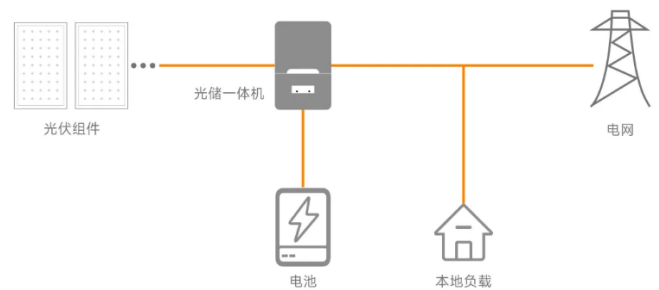 光储一体机
光伏组件
电网
电池
本地负载